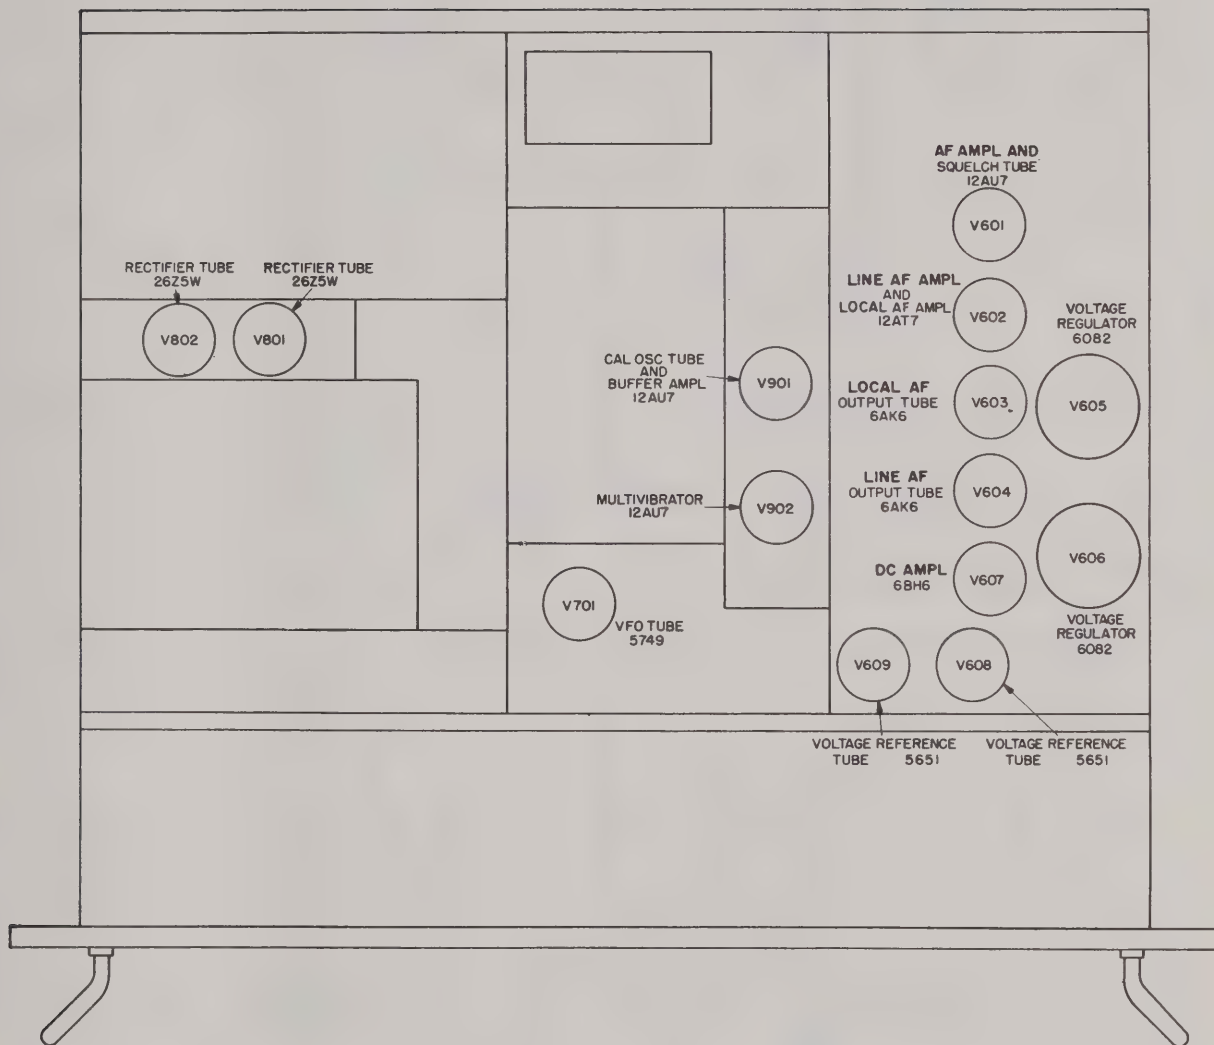 AF AMPL AND
SQUELCH TUBE
12AU7
V601
RECTIFIER TUBE
26Z5W
RECTIFIER TUBE
26Z5W
V802
V801
LINE AF AMPL
AND
LOCAL AF AMPL
12AT7
V602
VOLTAGE
REGULATOR
6082
CAL OSC TUBE
AND
BUFFER AMPL
12AU7
V901
LOCAL AF
OUTPUT TUBE
6AK6
V603
V605
MULTIVIBRATOR
12AU7
V902
LINE AF
OUTPUT TUBE
6AK6
V604
V606
DC AMPL
6BH6
V607
V701
VFO TUBE
5749
VOLTAGE
REGULATOR
6082
V609
V608
VOLTAGE REFERENCE
TUBE 5651
VOLTAGE REFERENCE
TUBE 5651